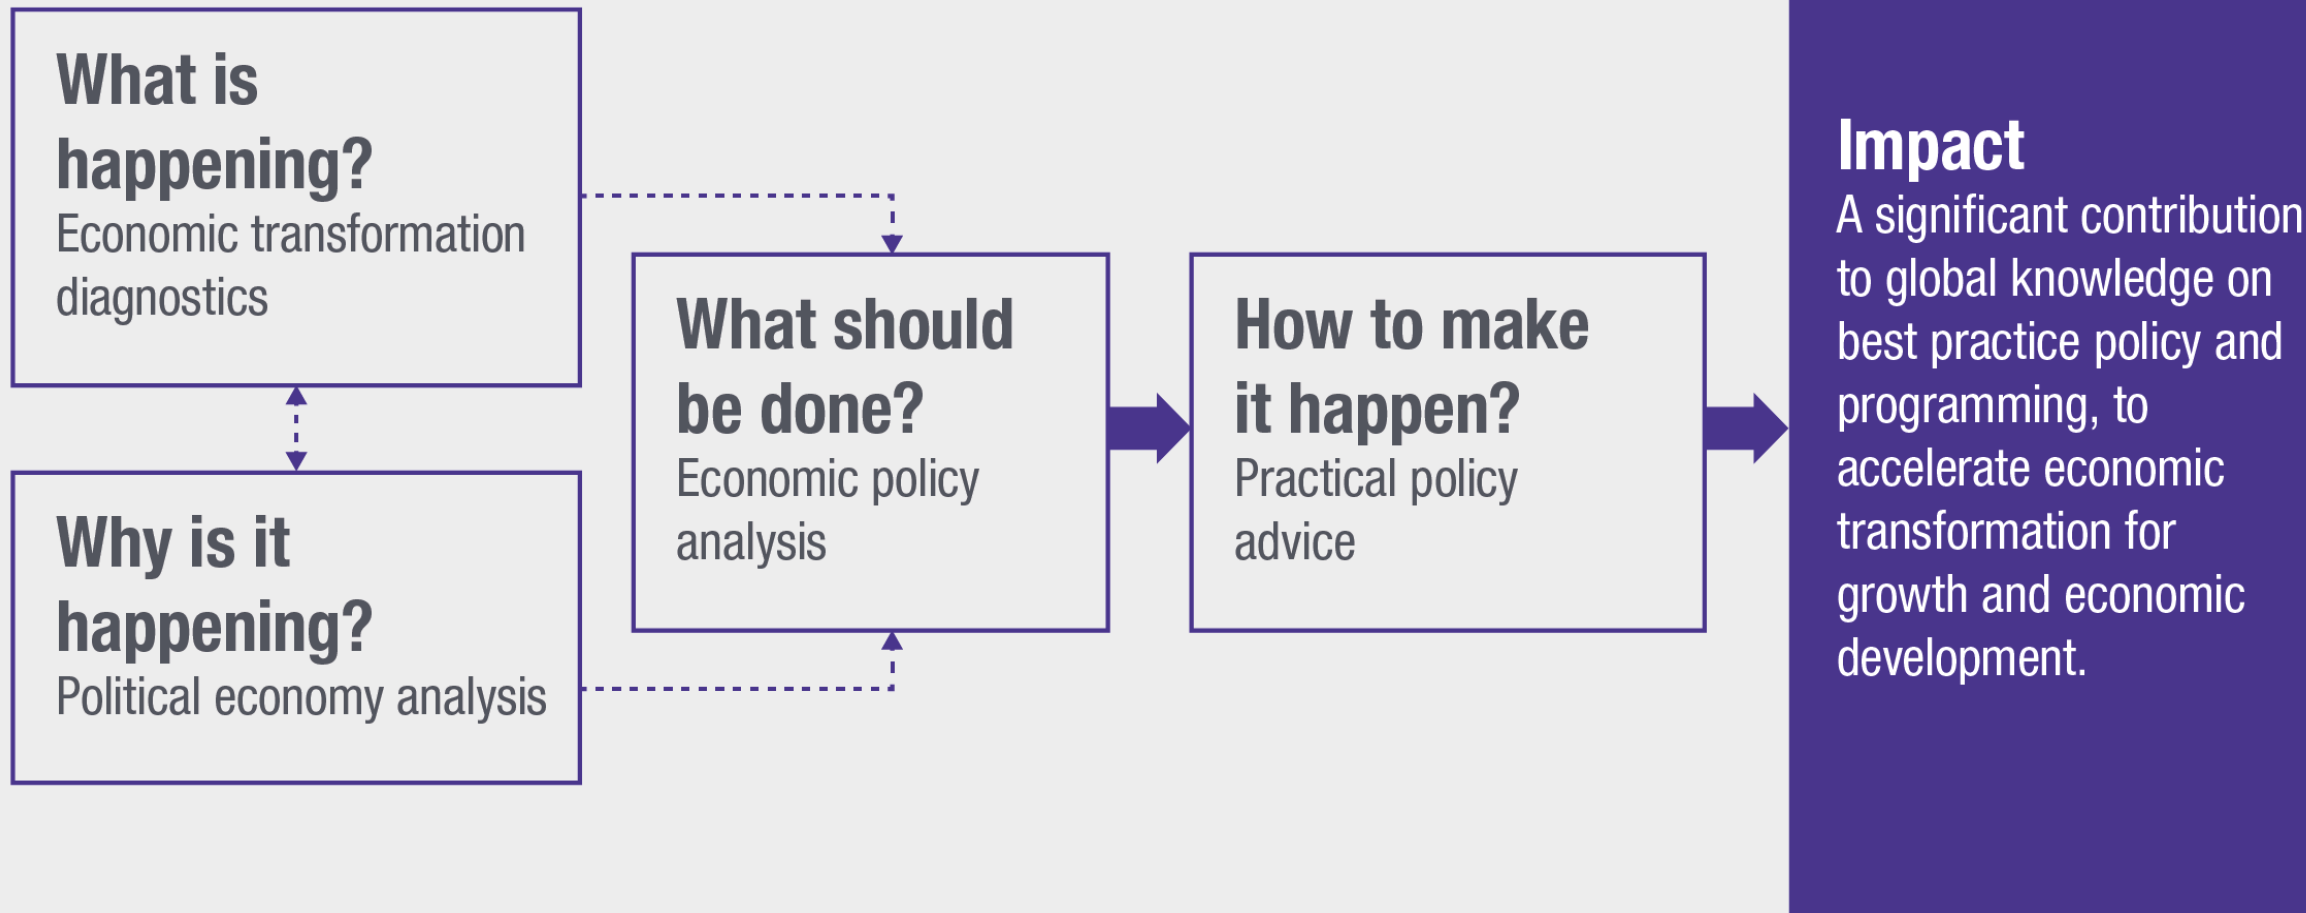 What is
happening?
Economic transformation
diagnostics
Why is it
happening?
Political economy analysis
What should
be done?
Economic policy
analysis
How to make
it happen?
Practical policy
advice
Impact
A significant contribution
to global knowledge on
best practice policy and
programming, to
accelerate economic
transformation for
growth and economic
development.